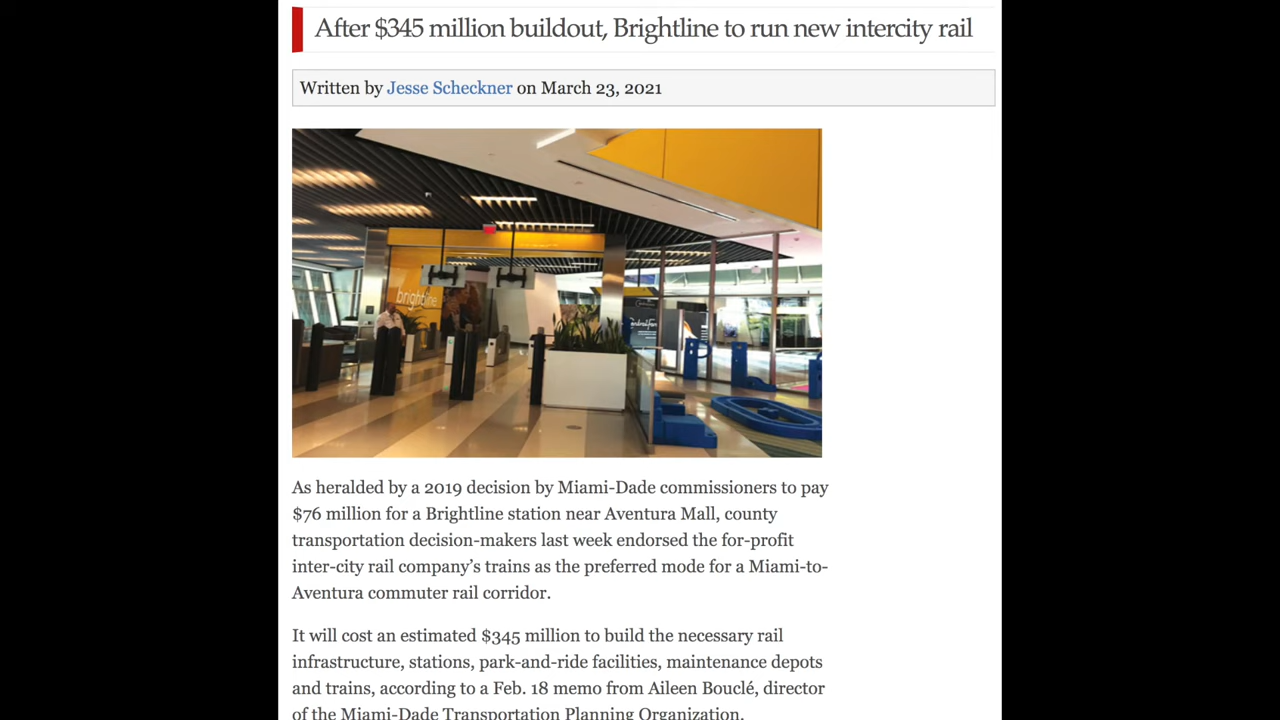 After $345 million buildout, Brightline to run new intercity rail
Written by Jesse Scheckner on March 23, 2021
brightline
As heralded by a 2019 decision by Miami-Dade commissioners to pay
$76 million for a Brightline station near Aventura Mall, county
transportation decision-makers last week endorsed the for-profit
inter-city rail company’s trains as the preferred mode for a Miami-to-
Aventura commuter rail corridor.
It will cost an estimated $345 million to build the necessary rail
infrastructure, stations, park-and-ride facilities, maintenance depots
and trains, according to a Feb. 18 memo from Aileen Bouclé, director
of the Miami-Dade Transportation Planning Organization.